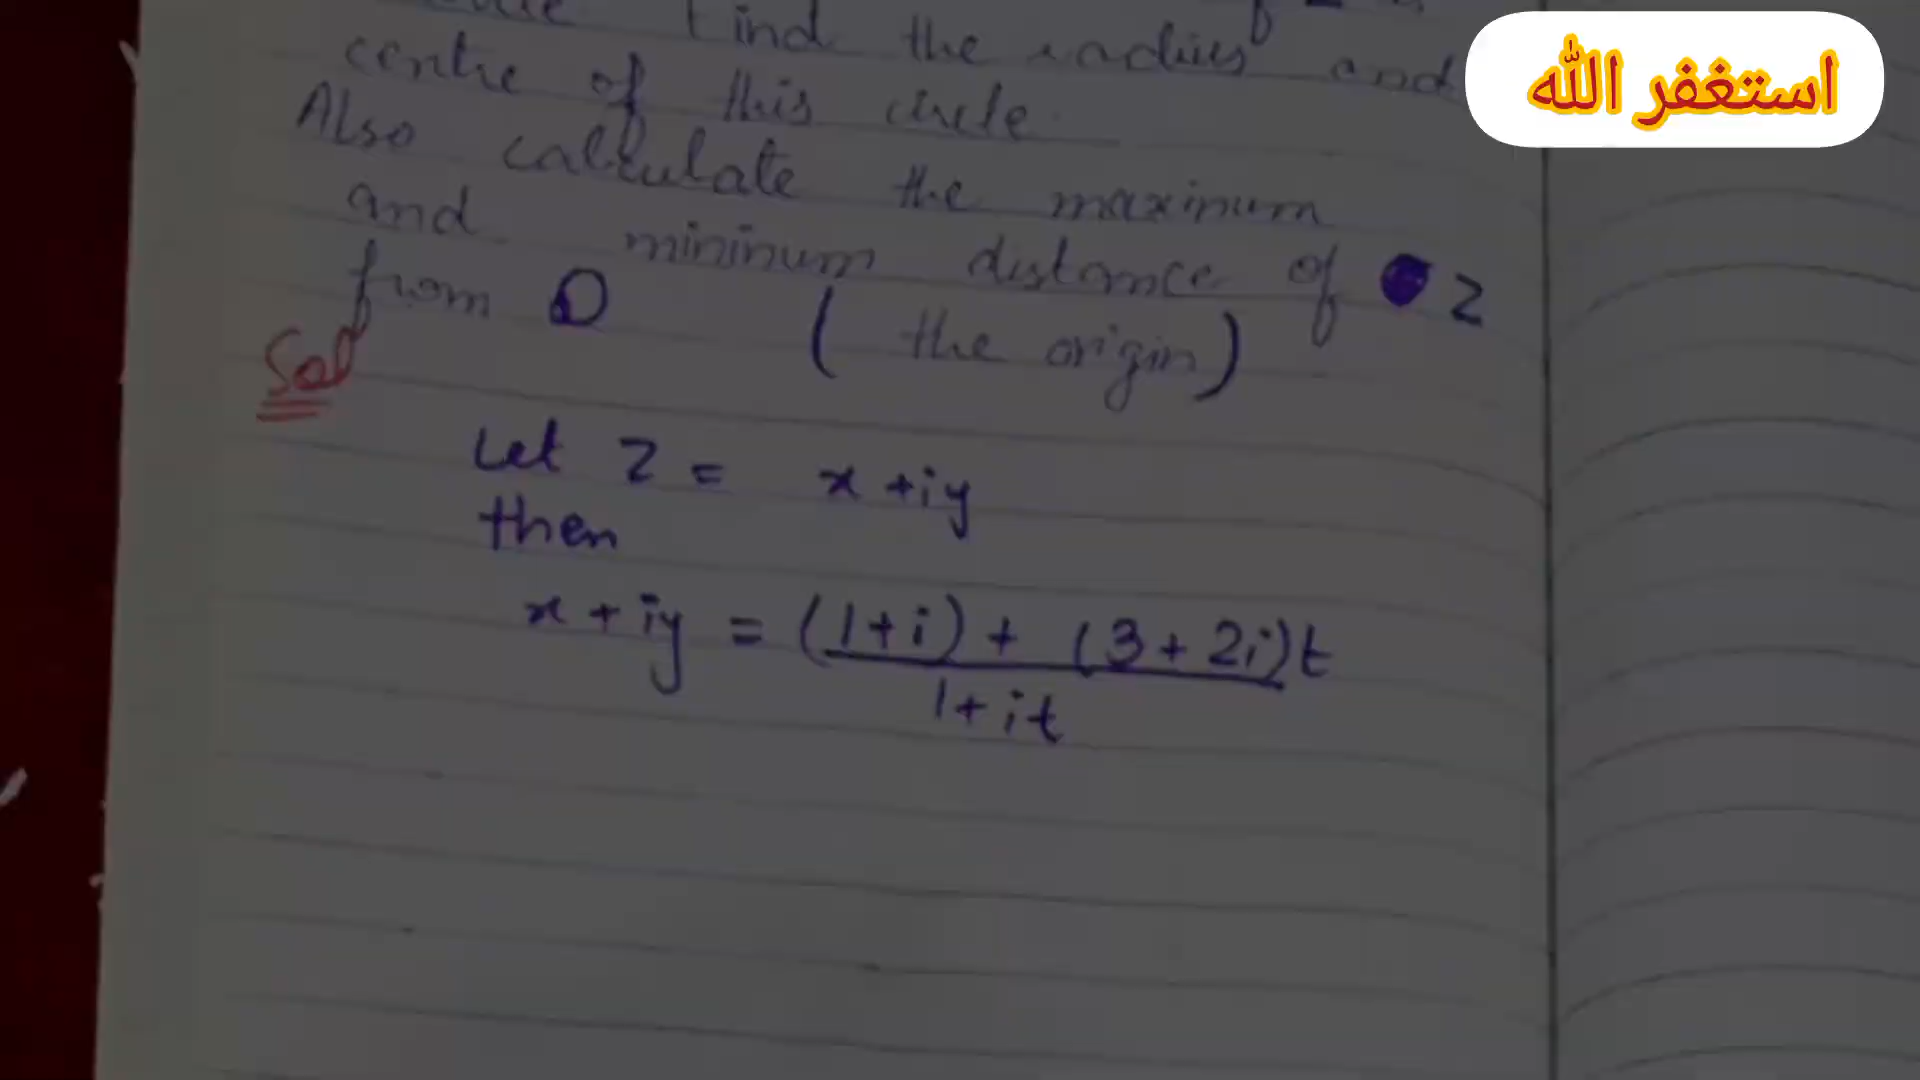 Find the radius and
centre of this circle.
Also calculate the maximum
and mininum distance of z
from O (the origin)
Sol
Let z = x + iy
then
x + iy = (1+i) + (3+2i)t
1+it
استغفر الله